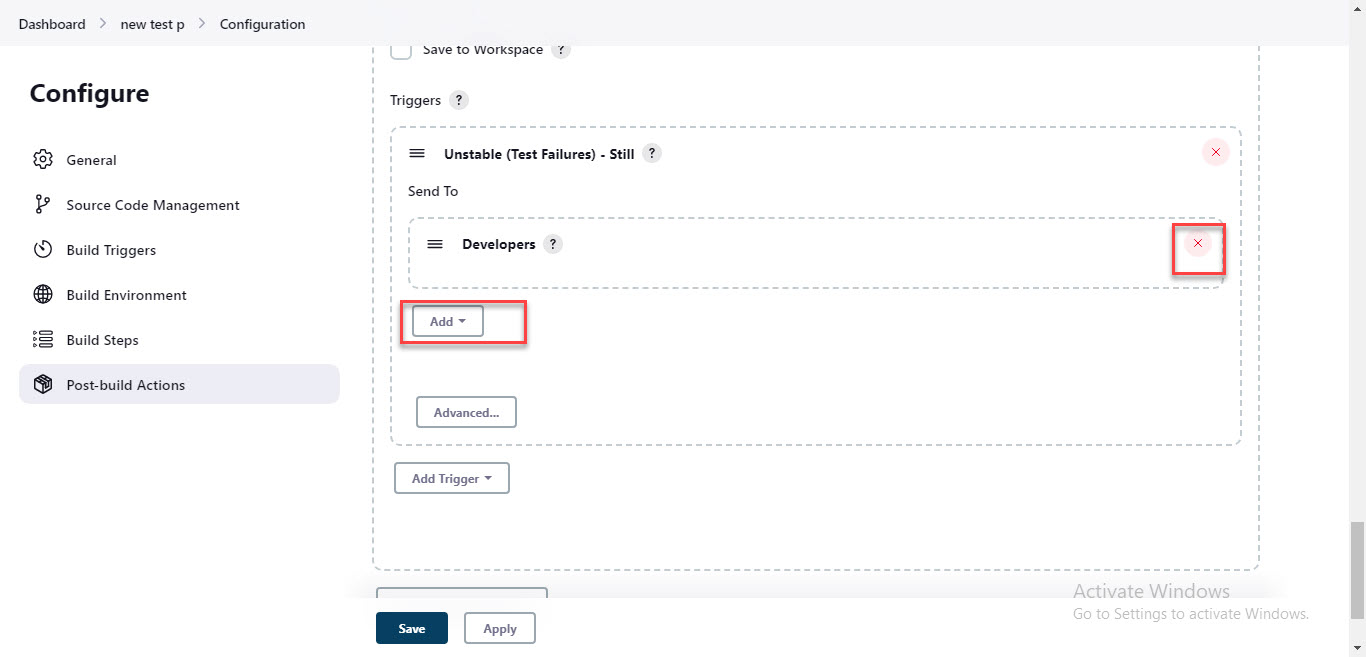 Dashboard > new test p > Configuration
Configure
General
Source Code Management
Build Triggers
Build Environment
Build Steps
Post-build Actions
Save to Workspace ?
Triggers ?
Unstable (Test Failures) - Still ?
Send To
Developers ?
Add
Advanced...
Add Trigger
Save
Apply
Activate Windows
Go to Settings to activate Windows.